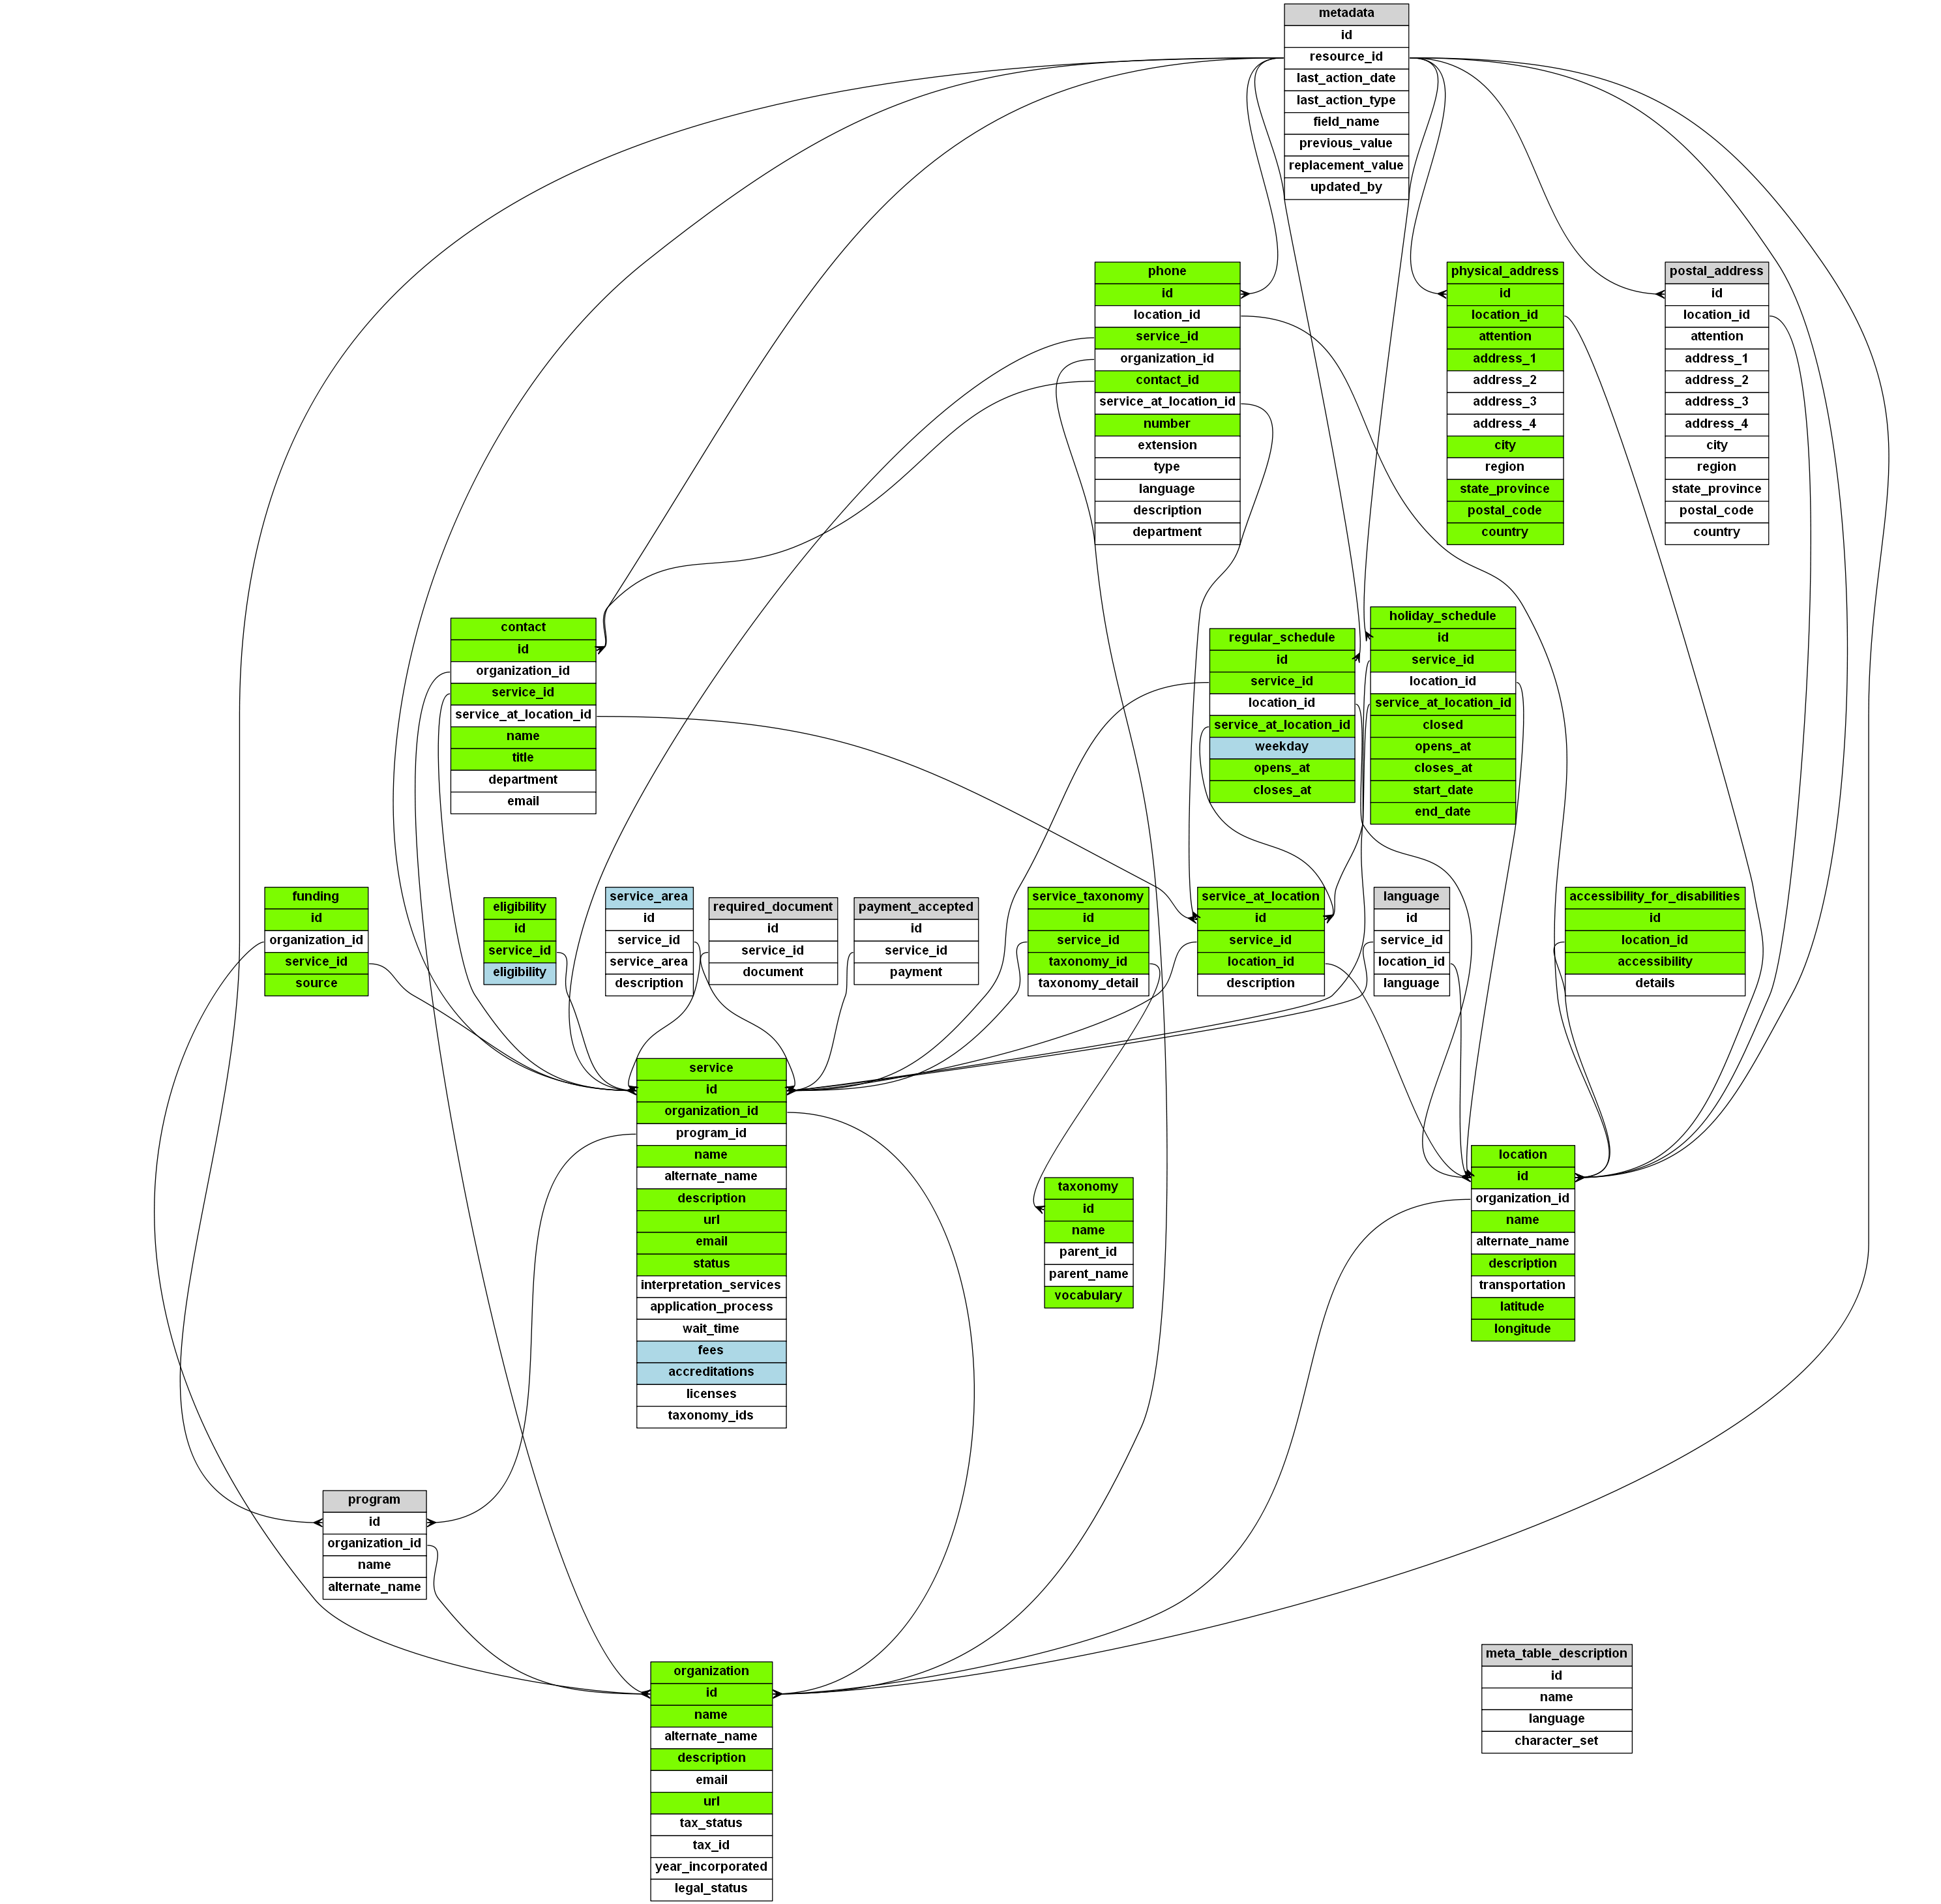 metadata
id
resource_id
last_action_date
last_action_type
field_name
previous_value
replacement_value
updated_by
phone
id
location_id
service_id
organization_id
contact_id
service_at_location_id
number
extension
type
language
description
department
physical_address
id
location_id
attention
address_1
address_2
address_3
address_4
city
region
state_province
postal_code
country
postal_address
id
location_id
attention
address_1
address_2
address_3
address_4
city
region
state_province
postal_code
country
contact
id
organization_id
service_id
service_at_location_id
name
title
department
email
regular_schedule
id
service_id
location_id
service_at_location_id
weekday
opens_at
closes_at
holiday_schedule
id
service_id
location_id
service_at_location_id
closed
opens_at
closes_at
start_date
end_date
funding
id
organization_id
service_id
source
eligibility
id
service_id
eligibility
service_area
id
service_id
service_area
description
required_document
id
service_id
document
payment_accepted
id
service_id
payment
service_taxonomy
id
service_id
taxonomy_id
taxonomy_detail
service_at_location
id
service_id
location_id
description
language
id
service_id
location_id
language
accessibility_for_disabilities
id
location_id
accessibility
details
service
id
organization_id
program_id
name
alternate_name
description
url
email
status
interpretation_services
application_process
wait_time
fees
accreditations
licenses
taxonomy_ids
taxonomy
id
name
parent_id
parent_name
vocabulary
location
id
organization_id
name
alternate_name
description
transportation
latitude
longitude
program
id
organization_id
name
alternate_name
organization
id
name
alternate_name
description
email
url
tax_status
tax_id
year_incorporated
legal_status
meta_table_description
id
name
language
character_set